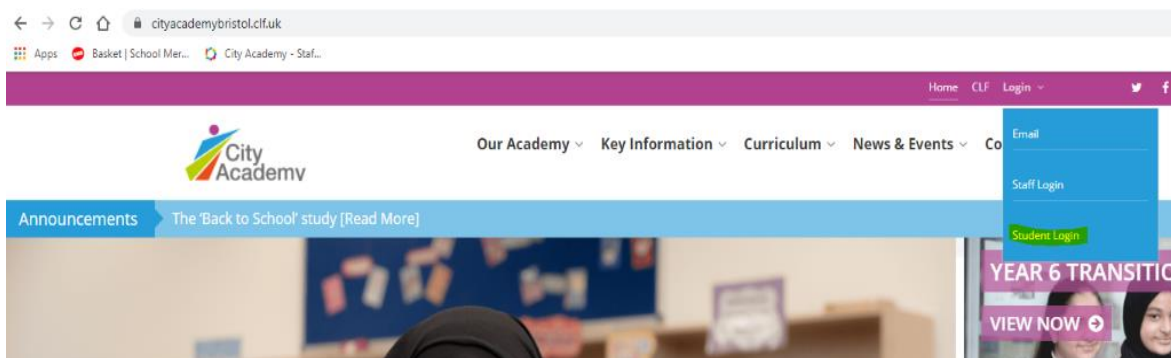 cityacademybristol.clf.uk
Apps Basket | School Mer... City Academy - Staf...
Home CLF Login
Our Academy Key Information Curriculum News & Events Co
City
Academy
Email
Staff Login
Student Login
Announcements The 'Back to School' study [Read More]
YEAR 6 TRANSITIO
VIEW NOW